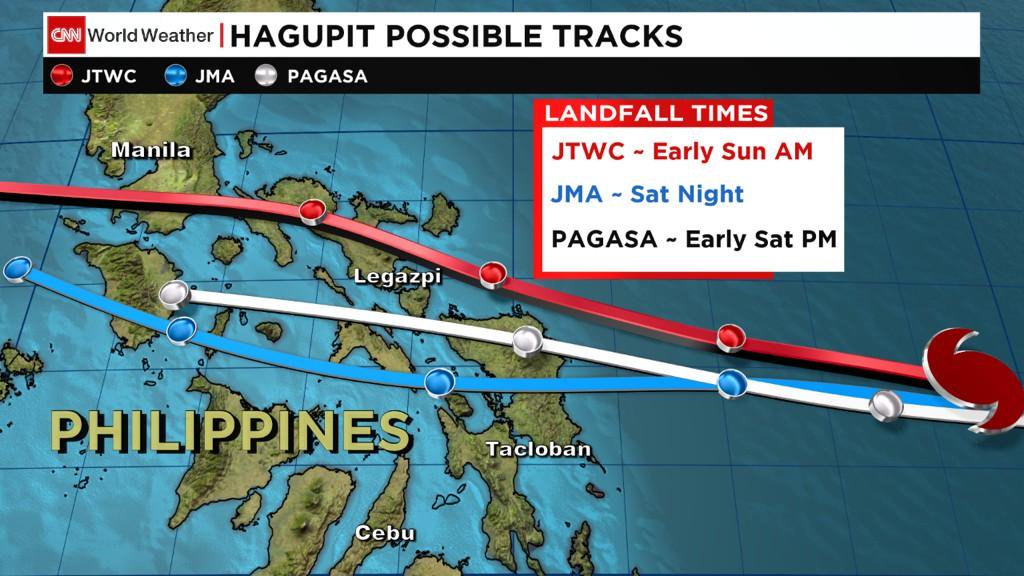 CNN World Weather HAGUPIT POSSIBLE TRACKS
JTWC JMA PAGASA
LANDFALL TIMES
JTWC ~ Early Sun AM
JMA ~ Sat Night
PAGASA ~ Early Sat PM
Manila
Legazpi
PHILIPPINES
Tacloban
Cebu